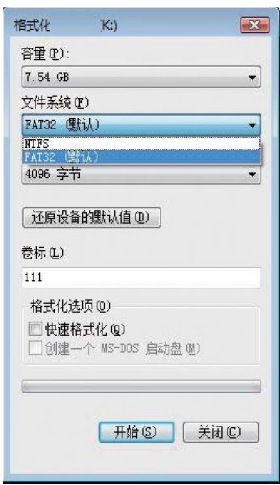 格式化 K:)
容量(P):
7.54 GB
文件系统(F)
FAT32 (默认)
NTFS
FAT32 (默认)
4096 字节
还原设备的默认值(D)
卷标(L)
111
格式化选项(O)
快速格式化(Q)
创建一个 MS-DOS 启动盘(M)
开始(S) 关闭(C)